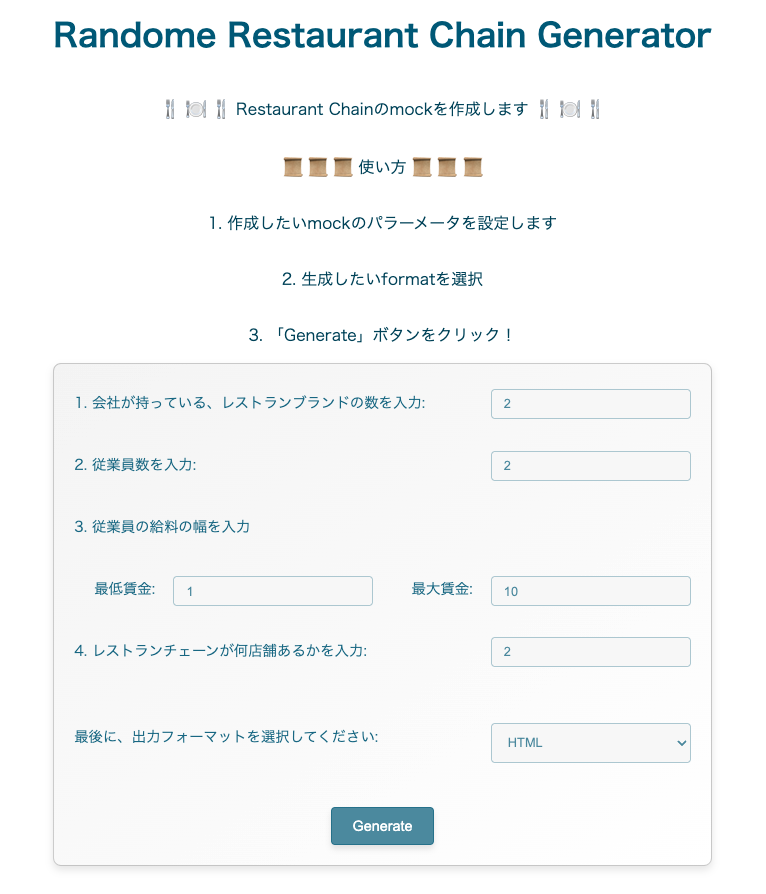 Randome Restaurant Chain Generator
🍴 🍽 🍴 Restaurant Chainのmockを作成します 🍴 🍽 🍴
📜 📜 📜 使い方 📜 📜 📜
1. 作成したいmockのパラーメータを設定します
2. 生成したいformatを選択
3. 「Generate」ボタンをクリック！
1. 会社が持っている、レストランブランドの数を入力: 2
2. 従業員数を入力: 2
3. 従業員の給料の幅を入力
最低賃金: 1 最大賃金: 10
4. レストランチェーンが何店舗あるかを入力: 2
最後に、出力フォーマットを選択してください: HTML
Generate